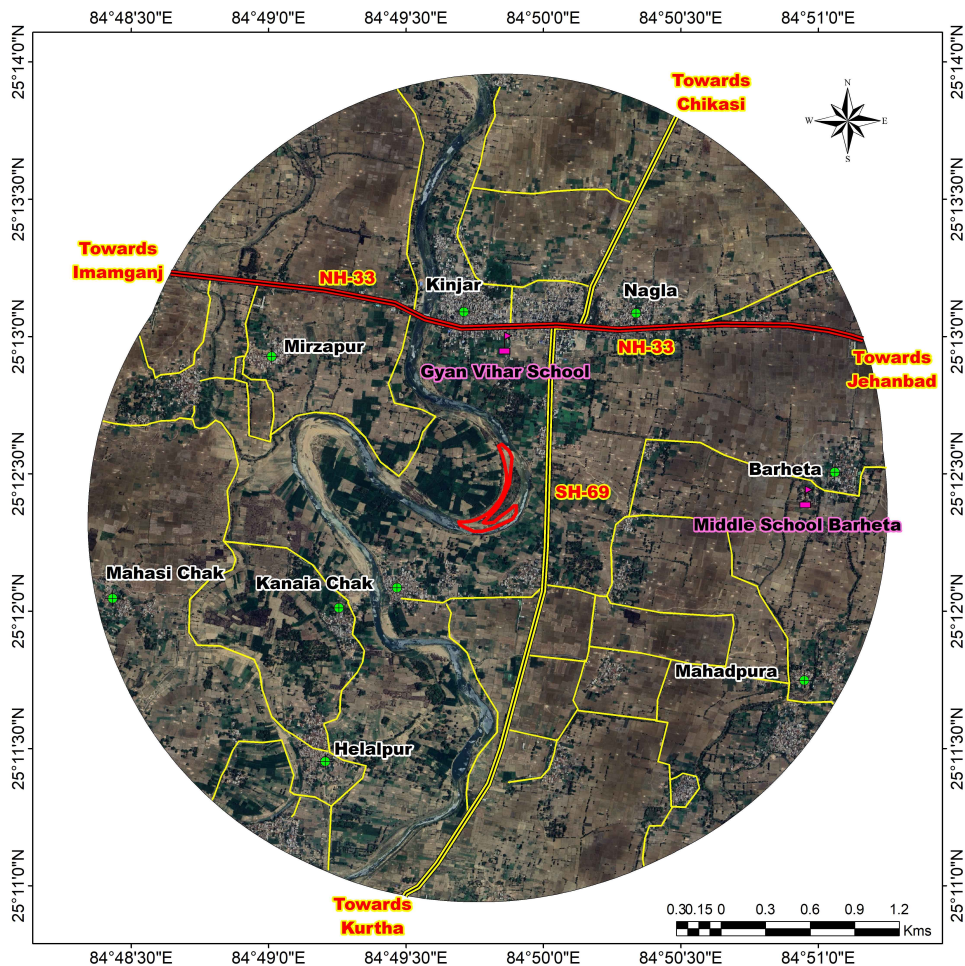 84°48'30"E 84°49'0"E 84°49'30"E 84°50'0"E 84°50'30"E 84°51'0"E
25°14'0"N 25°14'0"N
Towards
Chikasi
N
W E
S
25°13'30"N 25°13'30"N
Towards
Imamganj
NH-33
Kinjar
Nagla
25°13'0"N 25°13'0"N
Mirzapur
NH-33
Gyan Vihar School
Towards
Jehanbad
25°12'30"N 25°12'30"N
Barheta
SH-69
Middle School Barheta
Mahasi Chak
Kanaia Chak
25°12'0"N 25°12'0"N
Mahadpura
25°11'30"N 25°11'30"N
Helalpur
25°11'0"N 25°11'0"N
Towards
Kurtha
0.30.15 0 0.3 0.6 0.9 1.2
Kms
84°48'30"E 84°49'0"E 84°49'30"E 84°50'0"E 84°50'30"E 84°51'0"E